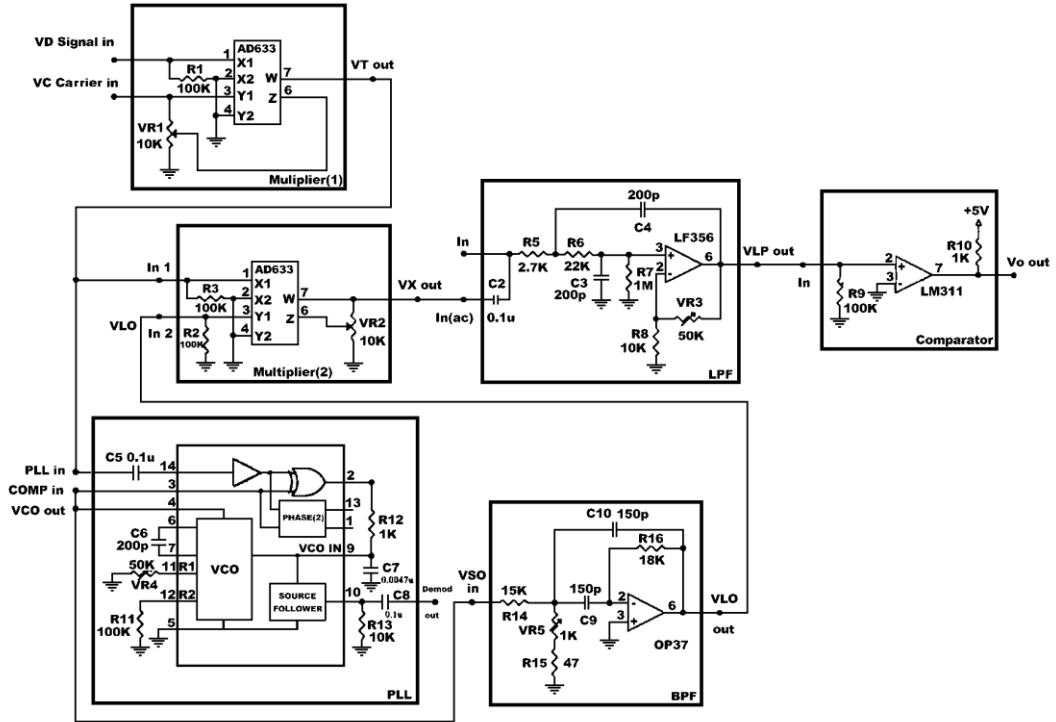 VD Signal in
VC Carrier in
AD633
1
X1
2
X2
3
Y1
4
Y2
W
7
Z
6
R1
100K
VR1
10K
VT out
Muliplier(1)
In 1
VLO
In 2
AD633
1
X1
2
X2
3
Y1
4
Y2
W
7
Z
6
R3
100K
R2
100K
VR2
10K
VX out
Multiplier(2)
In
In(ac)
C2
0.1u
R5
2.7K
R6
22K
200p
C4
C3
200p
R7
1M
LF356
3
+
2
-
6
VR3
50K
R8
10K
VLP out
LPF
In
R9
100K
2
+
3
-
7
LM311
+5V
R10
1K
Vo out
Comparator
PLL in
COMP in
VCO out
C5 0.1u
14
3
4
6
C6
200p
7
50K
11
R1
VR4
12
R2
R11
100K
5
VCO
PHASE(2)
2
13
1
R12
1K
VCO IN
9
C7
0.0047u
SOURCE
FOLLOWER
10
C8
0.1u
Demod
out
R13
10K
PLL
VSO
in
15K
R14
C10
150p
R16
18K
150p
C9
VR5
1K
R15
47
2
-
3
+
6
OP37
VLO
out
BPF